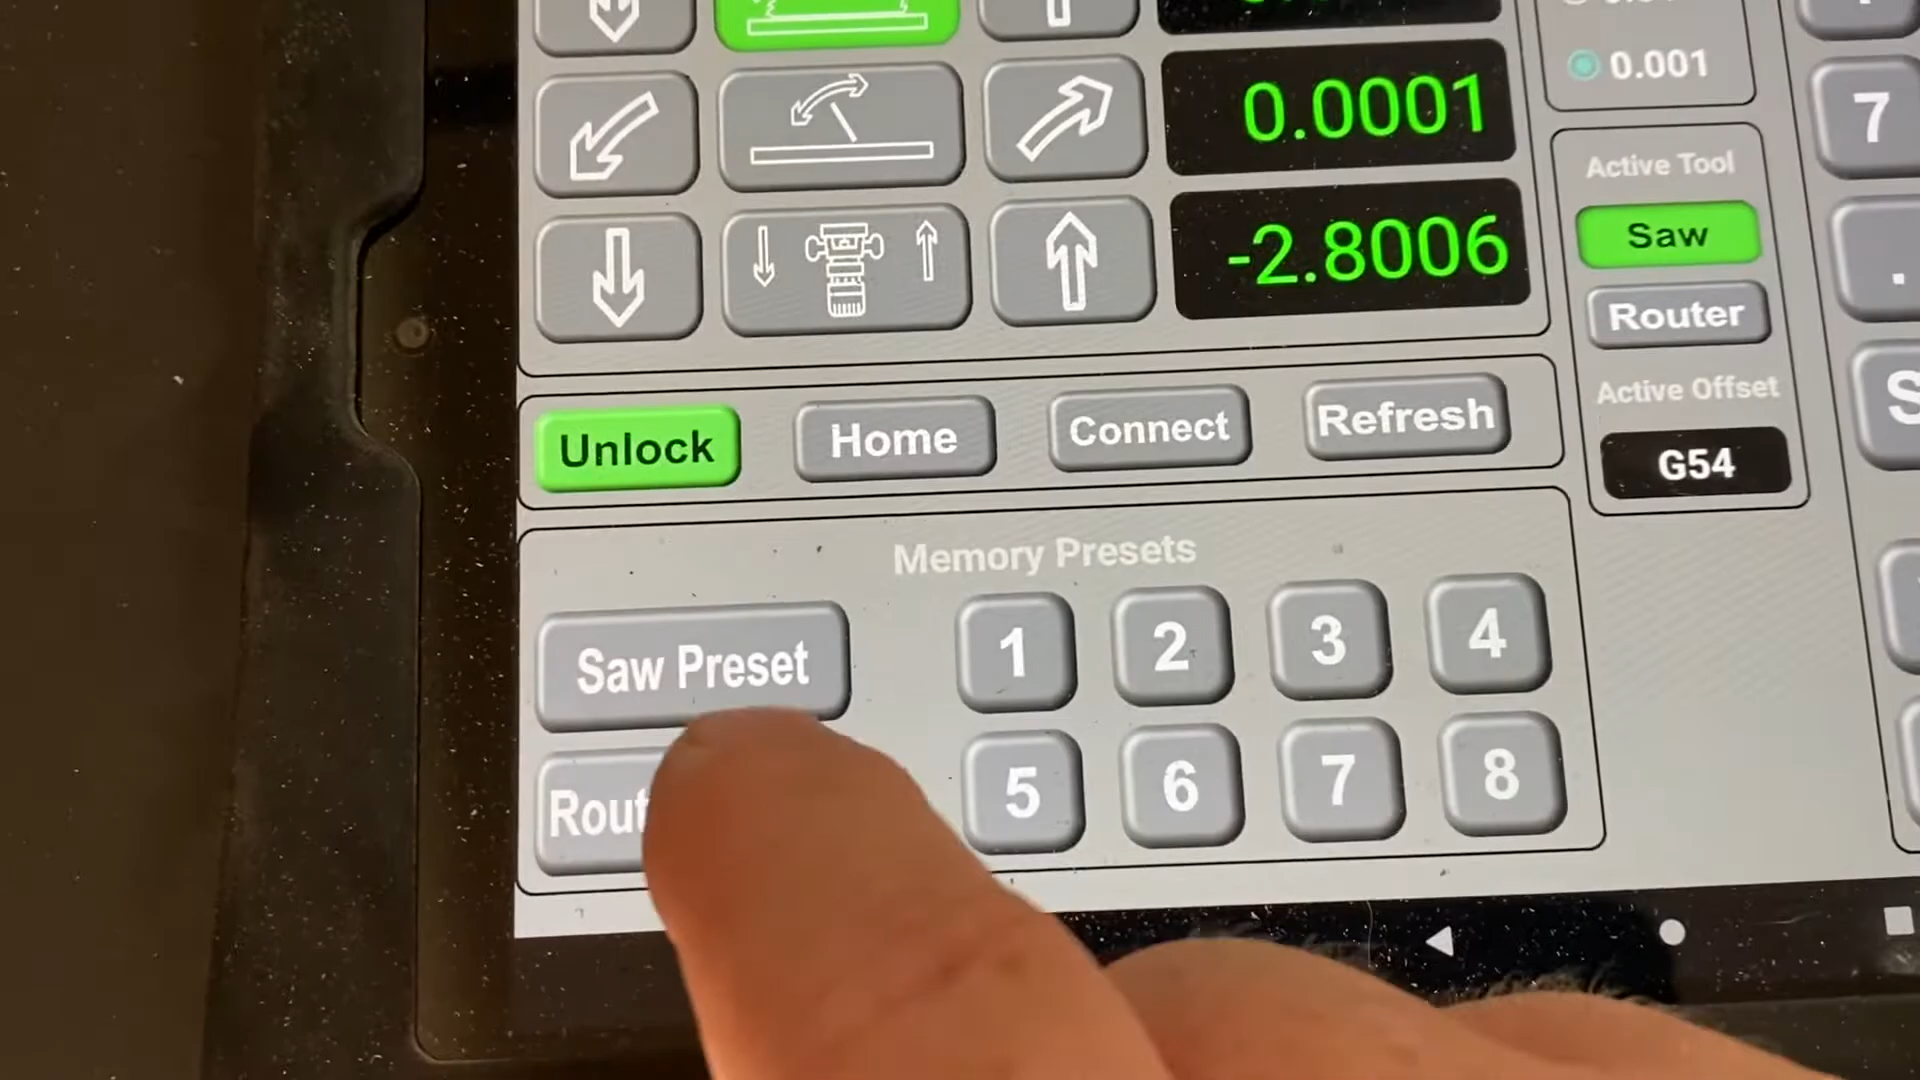 0.001
0.0001
7
Active Tool
Saw
-2.8006
.
Router
Active Offset
G54
Unlock
Home
Connect
Refresh
Memory Presets
Saw Preset
1
2
3
4
Rout
5
6
7
8